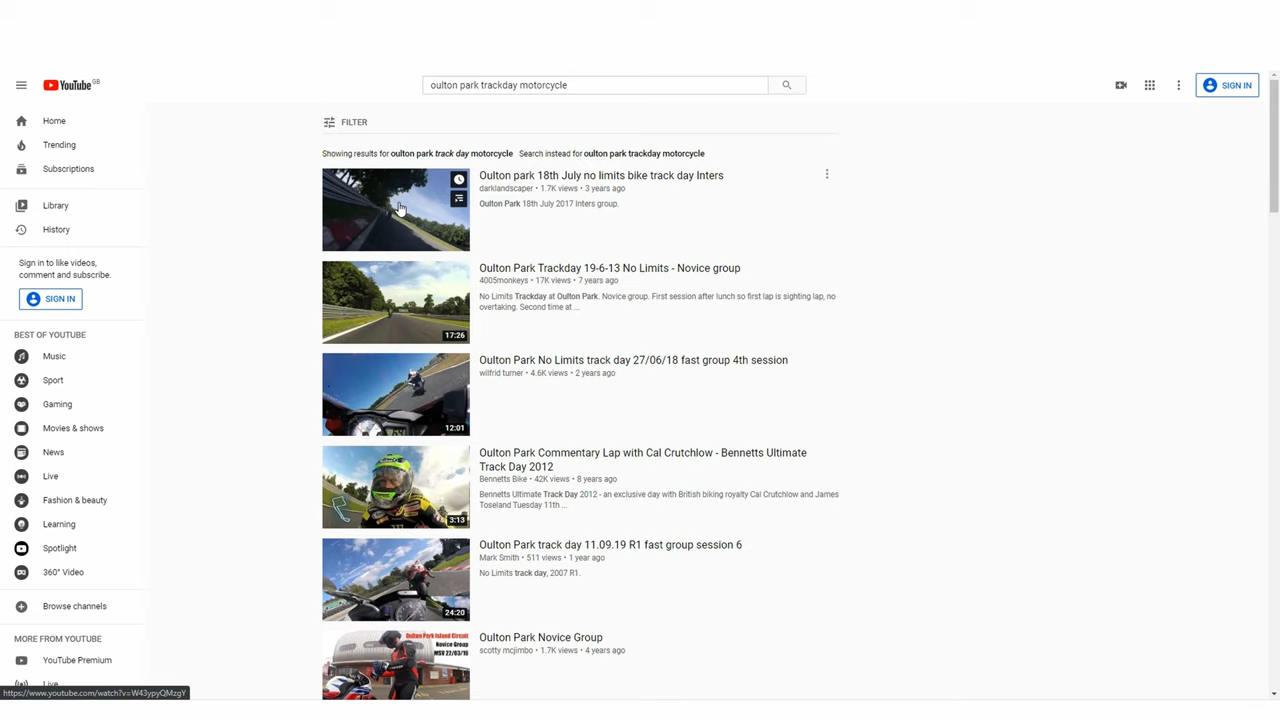 YouTube GB
oulton park trackday motorcycle
SIGN IN
Home
Trending
Subscriptions
Library
History
Sign in to like videos,
comment and subscribe.
SIGN IN
BEST OF YOUTUBE
Music
Sport
Gaming
Movies & shows
News
Live
Fashion & beauty
Learning
Spotlight
360° Video
Browse channels
MORE FROM YOUTUBE
YouTube Premium
Live
FILTER
Showing results for oulton park track day motorcycle Search instead for oulton park trackday motorcycle
Oulton park 18th July no limits bike track day Inters
darklandscaper • 1.7K views • 3 years ago
Oulton Park 18th July 2017 Inters group.
Oulton Park Trackday 19-6-13 No Limits - Novice group
4005monkeys • 17K views • 7 years ago
No Limits Trackday at Oulton Park. Novice group. First session after lunch so first lap is sighting lap, no
overtaking. Second time at ...
17:26
Oulton Park No Limits track day 27/06/18 fast group 4th session
wilfrid turner • 4.6K views • 2 years ago
12:01
Oulton Park Commentary Lap with Cal Crutchlow - Bennetts Ultimate
Track Day 2012
Bennetts Bike • 42K views • 8 years ago
Bennetts Ultimate Track Day 2012 - an exclusive day with British biking royalty Cal Crutchlow and James
Toseland Tuesday 11th ...
3:13
Oulton Park track day 11.09.19 R1 fast group session 6
Mark Smith • 511 views • 1 year ago
No Limits track day, 2007 R1.
24:20
Oulton Park Novice Group
scotty mcjimbo • 1.7K views • 4 years ago
Oulton Park Island Circuit
Novice Group
MSV 22/03/16
https://www.youtube.com/watch?v=W43ypyQMzgY